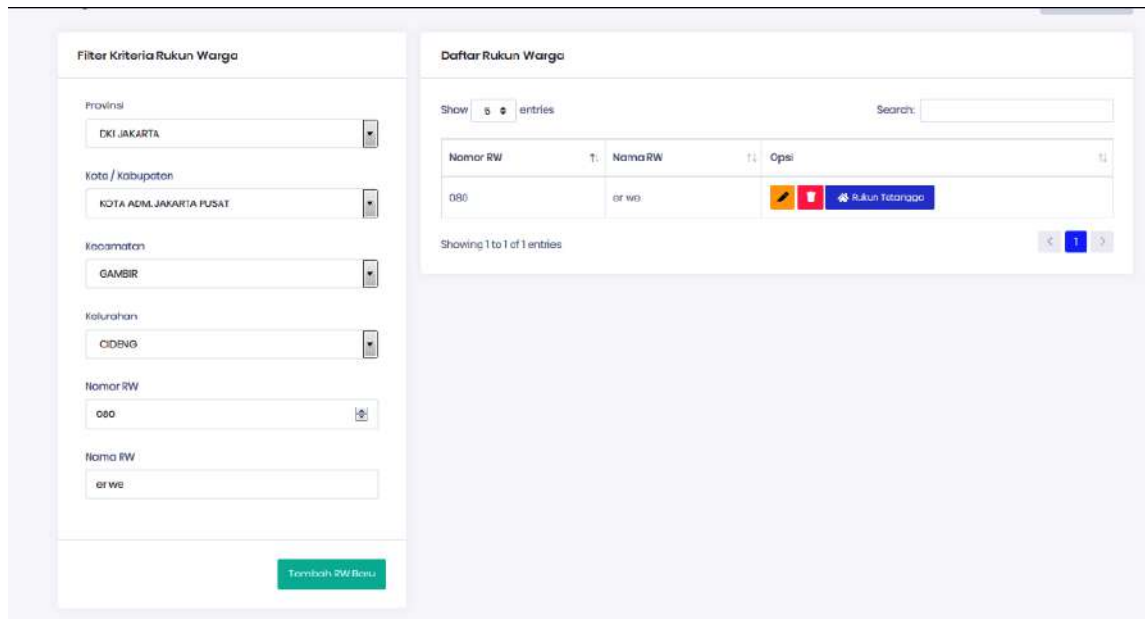 Filter Kriteria Rukun Warga
Provinsi
DKI JAKARTA
Kota / Kabupaten
KOTA ADM. JAKARTA PUSAT
Kecamatan
GAMBIR
Kelurahan
CIDENG
Nomor RW
080
Nama RW
er we
Tambah RW Baru
Daftar Rukun Warga
Show 5 entries
Search:
Nomor RW Nama RW Opsi
080 er we Rukun Tetangga
Showing 1 to 1 of 1 entries
< 1 >